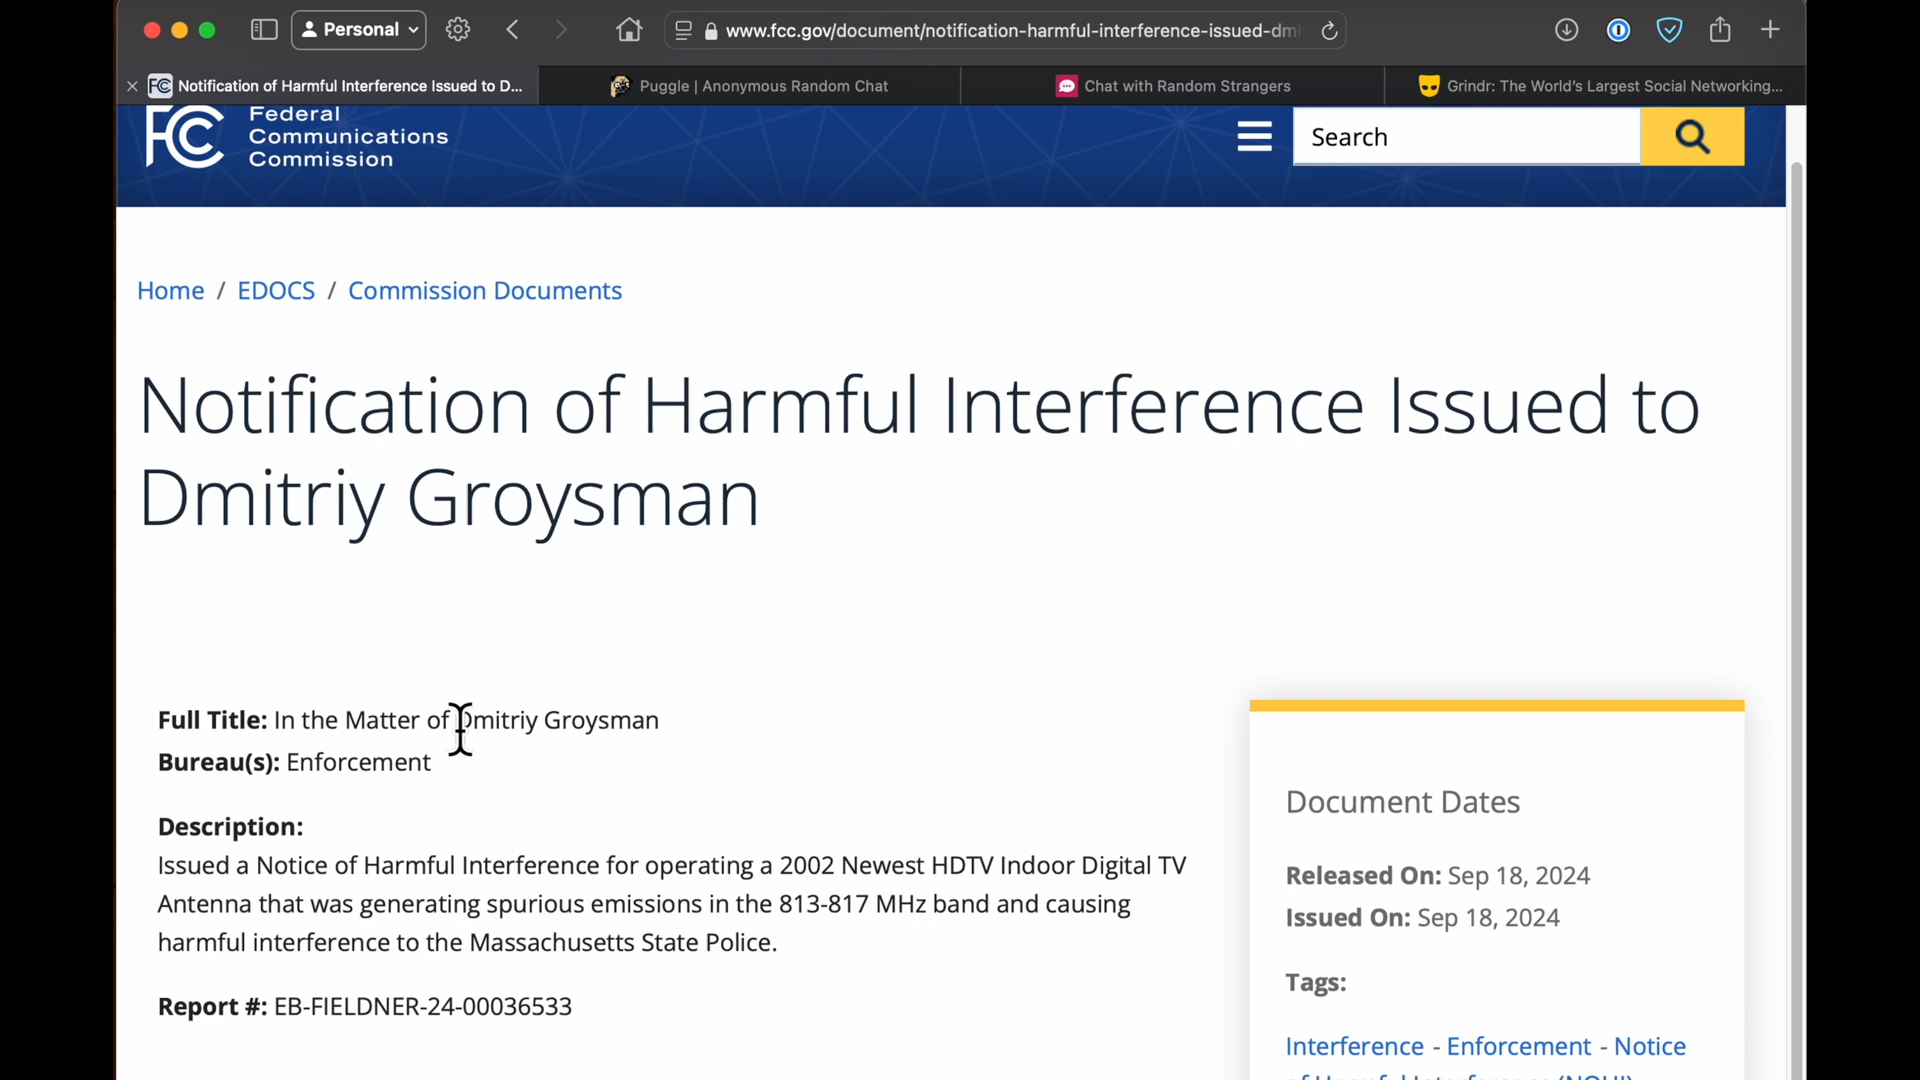 Personal
www.fcc.gov/document/notification-harmful-interference-issued-dmi
Notification of Harmful Interference Issued to D...
Puggle | Anonymous Random Chat
Chat with Random Strangers
Grindr: The World's Largest Social Networking...
FCC
Federal
Communications
Commission
Search
Home / EDOCS / Commission Documents
Notification of Harmful Interference Issued to
Dmitriy Groysman
Full Title: In the Matter of Dmitriy Groysman
Bureau(s): Enforcement
Description:
Issued a Notice of Harmful Interference for operating a 2002 Newest HDTV Indoor Digital TV
Antenna that was generating spurious emissions in the 813-817 MHz band and causing
harmful interference to the Massachusetts State Police.
Report #: EB-FIELDNER-24-00036533
Document Dates
Released On: Sep 18, 2024
Issued On: Sep 18, 2024
Tags:
Interference - Enforcement - Notice